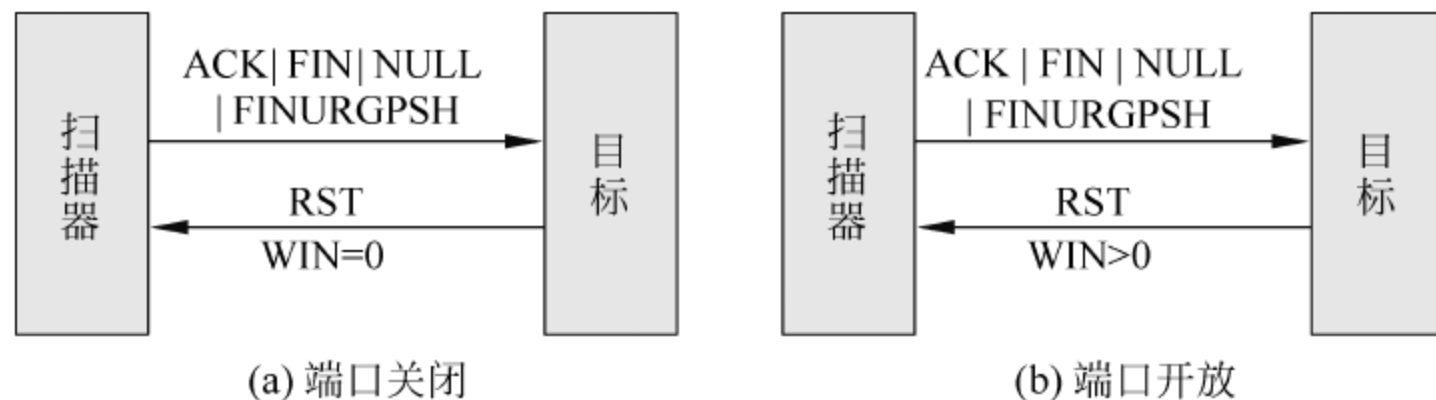 扫描器
ACK| FIN| NULL
| FINURGPSH
RST
WIN=0
目标
(a) 端口关闭
扫描器
ACK | FIN | NULL
| FINURGPSH
RST
WIN>0
目标
(b) 端口开放